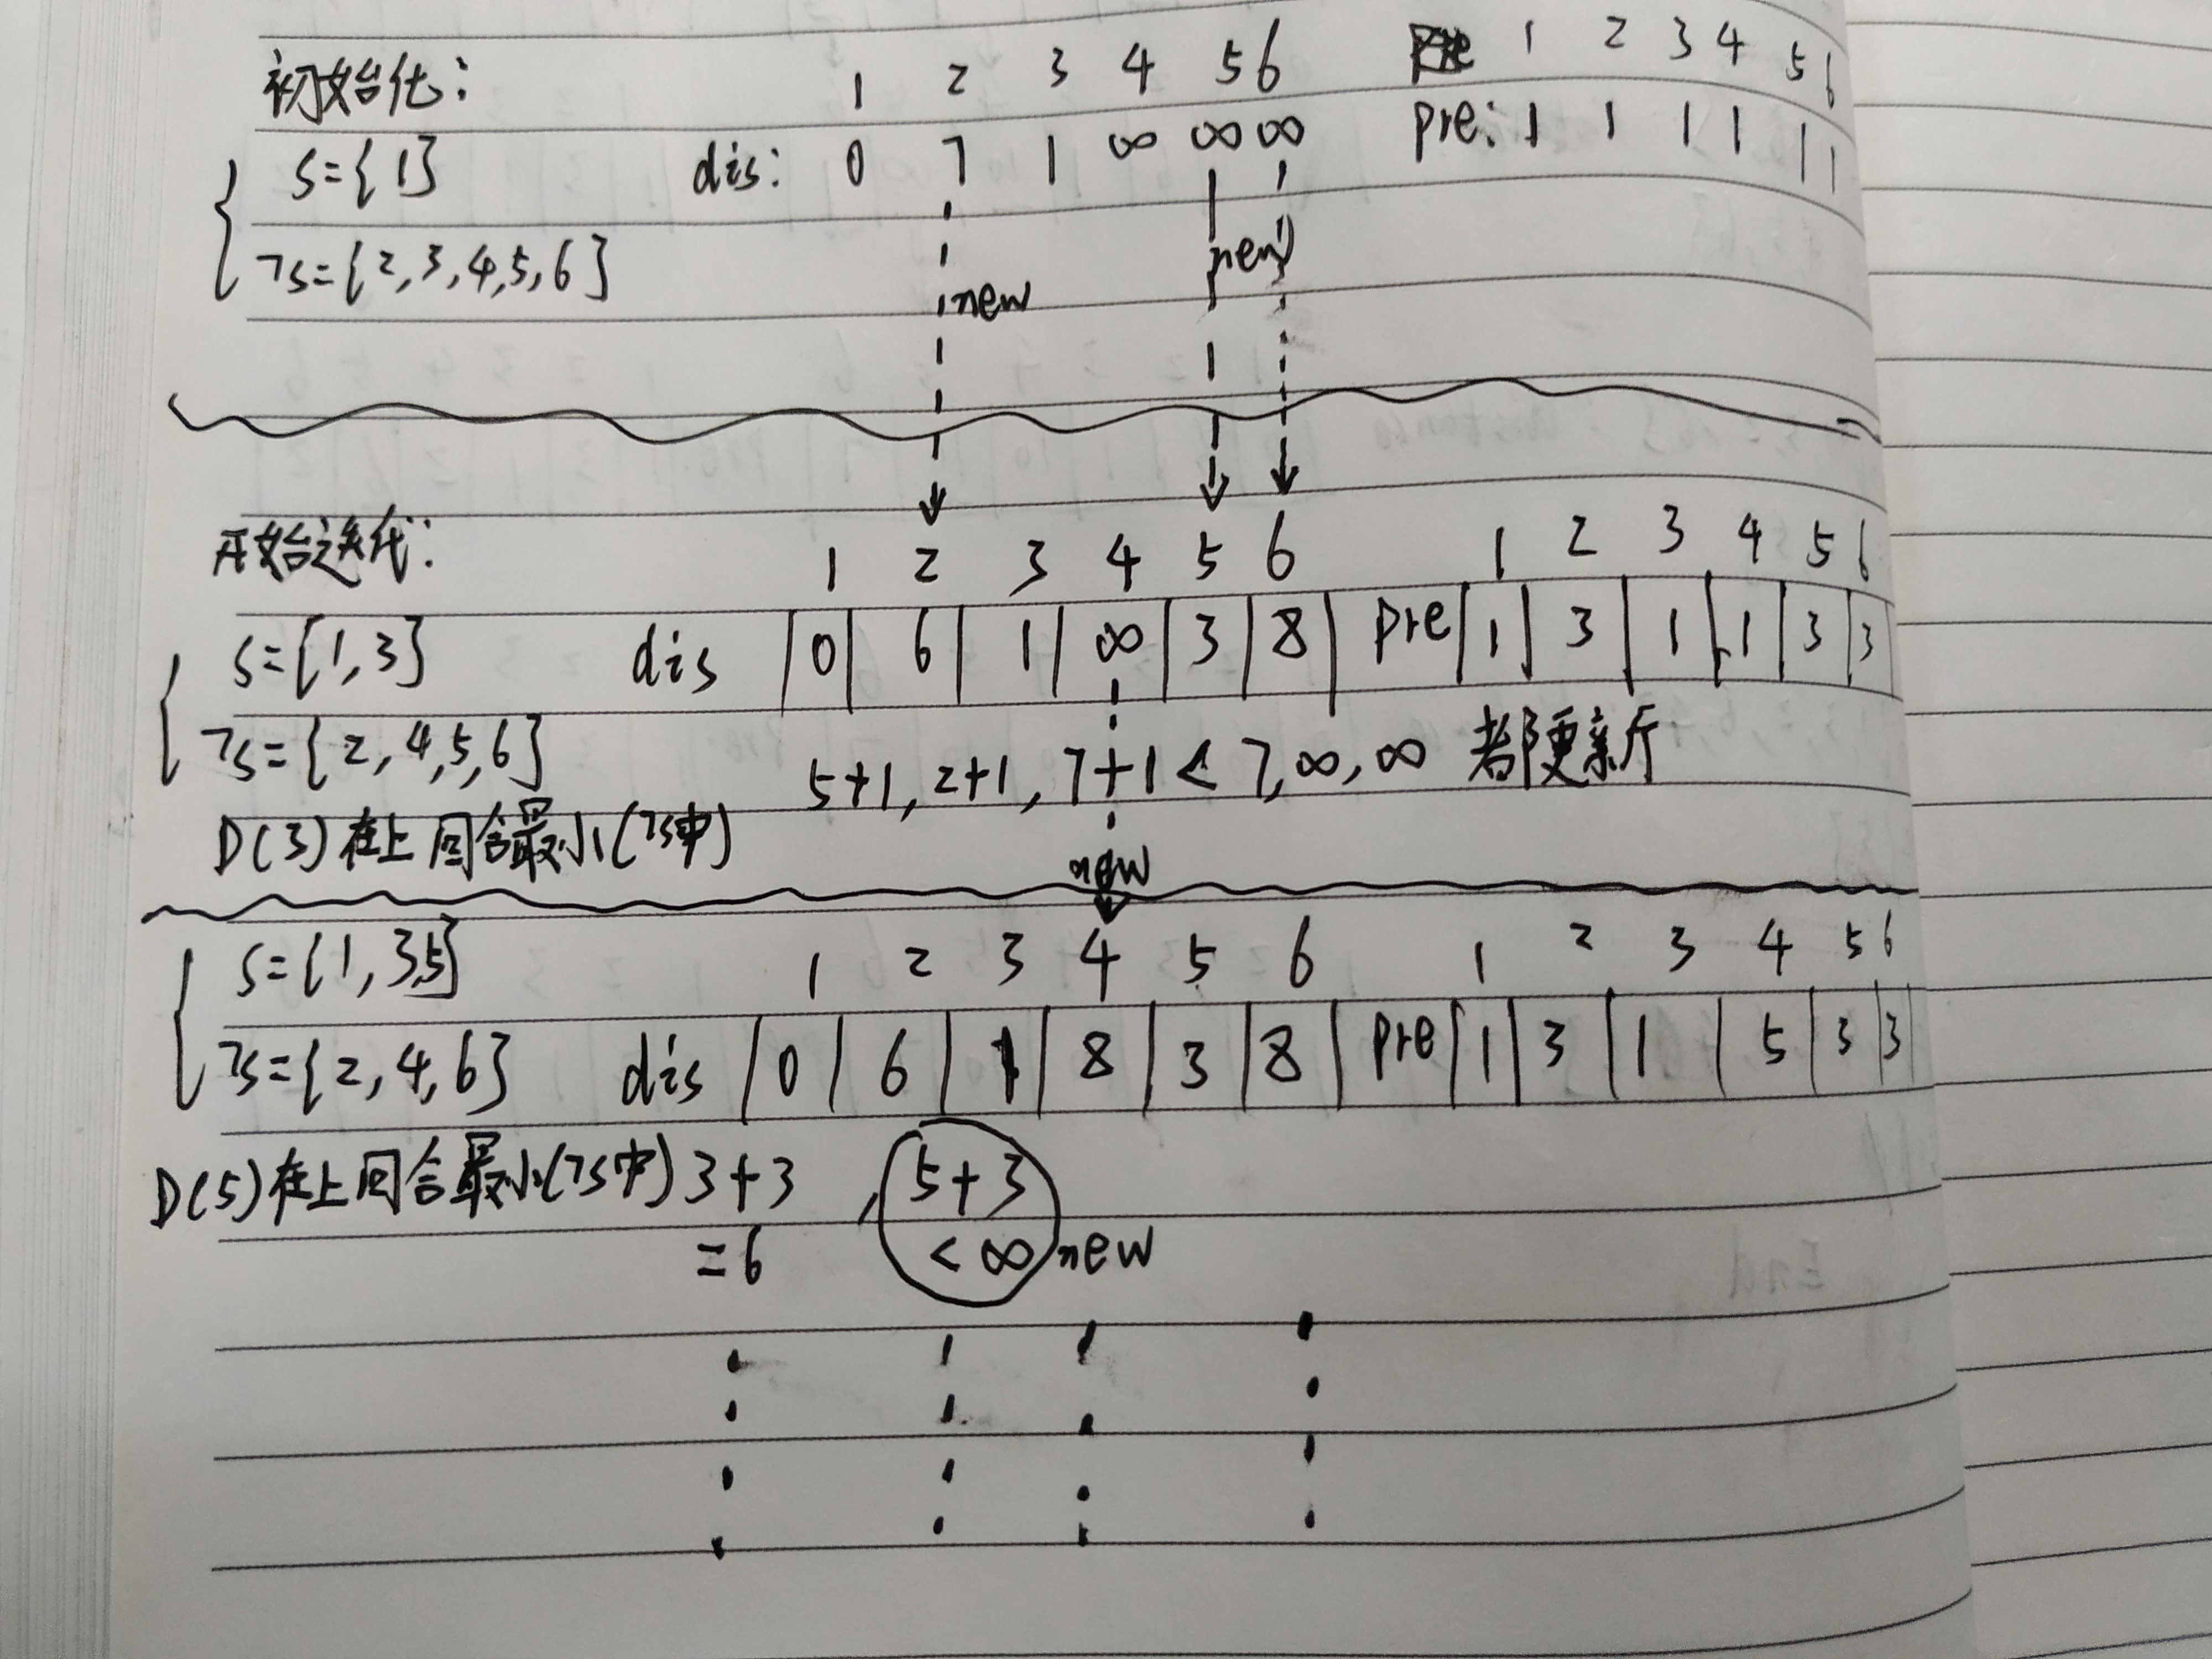 初始化: 1 2 3 4 5 6 1 2 3 4 5 6
S={1} dis: 0 7 1 ∞ ∞ ∞ pre: 1 1 1 1 1 1
¬S={2,3,4,5,6} new new
开始迭代: 1 2 3 4 5 6 1 2 3 4 5 6
S={1,3} dis 0 6 1 ∞ 3 8 pre 1 3 1 1 3 3
¬S={2,4,5,6} 5+1, 2+1, 7+1 < 7,∞,∞ 都更新
D(3)在上回合最小(¬S中) new
S={1,3,5} 1 2 3 4 5 6 1 2 3 4 5 6
¬S={2,4,6} dis 0 6 1 8 3 8 pre 1 3 1 5 3 3
D(5)在上回合最小(¬S中) 3+3 , 5+3
=6 <∞ new